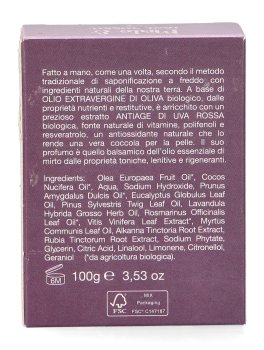 Fatto a mano, come una volta, secondo il metodo
tradizionale di saponificazione a freddo con
ingredienti naturali della nostra terra. A base di
OLIO EXTRAVERGINE DI OLIVA biologico, dalle
proprietà nutrienti e restitutive, è arricchito con un
prezioso estratto ANTIAGE DI UVA ROSSA
biologica, fonte naturale di vitamine, polifenoli e
resveratrolo, un antiossidante naturale che lo
rende una vera coccola per la pelle. Il suo
profumo è quello balsamico dell'olio essenziale di
mirto dalle proprietà toniche, lenitive e rigeneranti.
Ingredients: Olea Europaea Fruit Oil*, Cocos
Nucifera Oil*, Aqua, Sodium Hydroxide, Prunus
Amygdalus Dulcis Oil*, Eucalyptus Globulus Leaf
Oil, Pinus Sylvestris Twig Leaf Oil, Lavandula
Hybrida Grosso Herb Oil, Rosmarinus Officinalis
Leaf Oil*, Vitis Vinifera Leaf Extract*, Myrtus
Communis Leaf Oil, Alkanna Tinctoria Root Extract,
Rubia Tinctorum Root Extract, Sodium Phytate,
Glycerin, Citric Acid, Linalool, Limonene, Citronellol,
Geraniol (*da agricoltura biologica).
6M 100g e 3,53 oz
FSC
MIX
Packaging
FSC® C147187